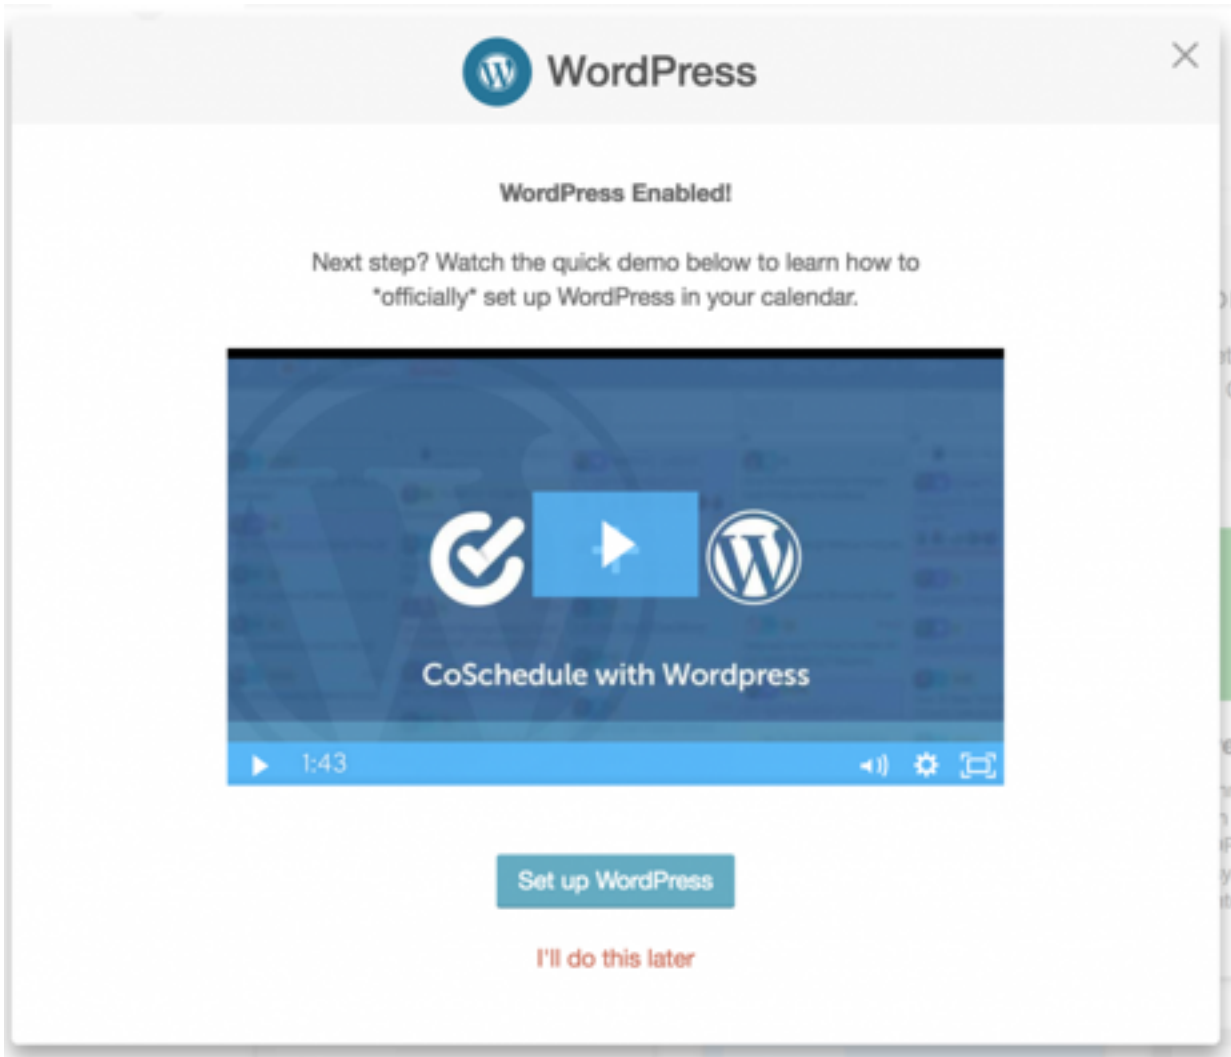 WordPress
WordPress Enabled!
Next step? Watch the quick demo below to learn how to
*officially* set up WordPress in your calendar.
CoSchedule with Wordpress
1:43
Set up WordPress
I'll do this later